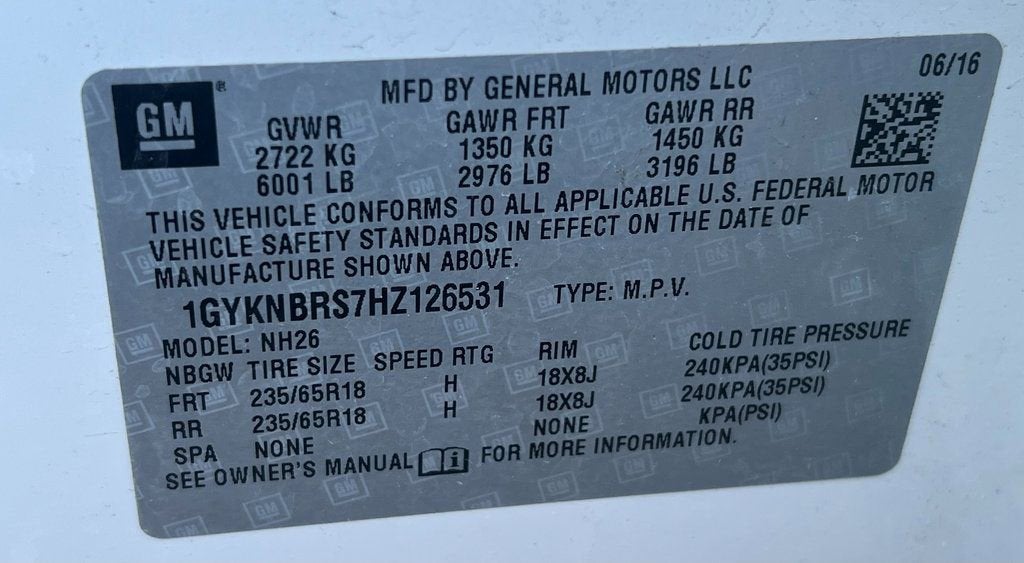 06/16
GM®
MFD BY GENERAL MOTORS LLC
GVWR GAWR FRT GAWR RR
2722 KG 1350 KG 1450 KG
6001 LB 2976 LB 3196 LB
THIS VEHICLE CONFORMS TO ALL APPLICABLE U.S. FEDERAL MOTOR
VEHICLE SAFETY STANDARDS IN EFFECT ON THE DATE OF
MANUFACTURE SHOWN ABOVE.
1GYKNBRS7HZ126531 TYPE: M.P.V.
MODEL: NH26
NBGW TIRE SIZE SPEED RTG RIM COLD TIRE PRESSURE
FRT 235/65R18 H 18X8J 240KPA(35PSI)
RR 235/65R18 H 18X8J 240KPA(35PSI)
SPA NONE NONE KPA(PSI)
SEE OWNER'S MANUAL i FOR MORE INFORMATION.